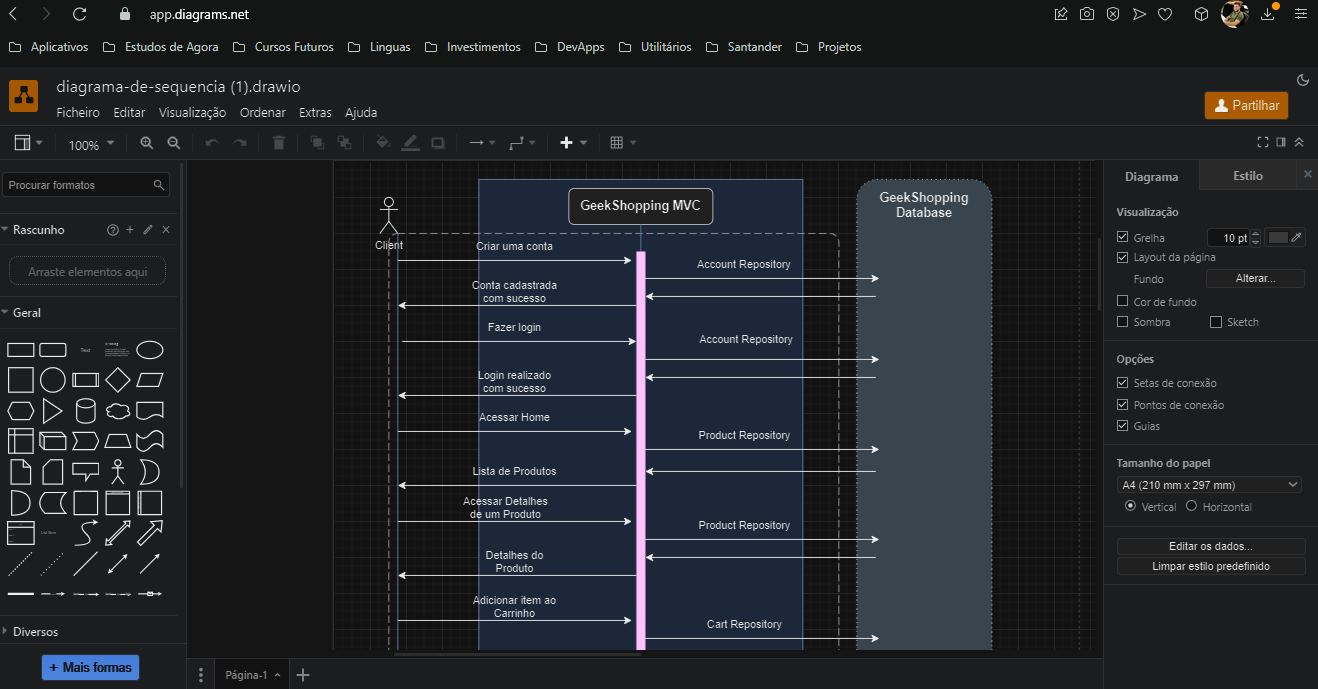 app.diagrams.net
Aplicativos
Estudos de Agora
Cursos Futuros
Linguas
Investimentos
DevApps
Utilitários
Santander
Projetos
diagrama-de-sequencia (1).drawio
Ficheiro Editar Visualização Ordenar Extras Ajuda
Partilhar
100%
Procurar formatos
Rascunho
Arraste elementos aqui
Geral
Text
Diversos
+ Mais formas
Client
GeekShopping MVC
GeekShopping
Database
Criar uma conta
Account Repository
Conta cadastrada
com sucesso
Fazer login
Account Repository
Login realizado
com sucesso
Acessar Home
Product Repository
Lista de Produtos
Acessar Detalhes
de um Produto
Product Repository
Detalhes do
Produto
Adicionar item ao
Carrinho
Cart Repository
Página-1
Diagrama
Estilo
Visualização
Grelha
10 pt
Layout da página
Fundo
Alterar...
Cor de fundo
Sombra
Sketch
Opções
Setas de conexão
Pontos de conexão
Guias
Tamanho do papel
A4 (210 mm x 297 mm)
Vertical
Horizontal
Editar os dados...
Limpar estilo predefinido